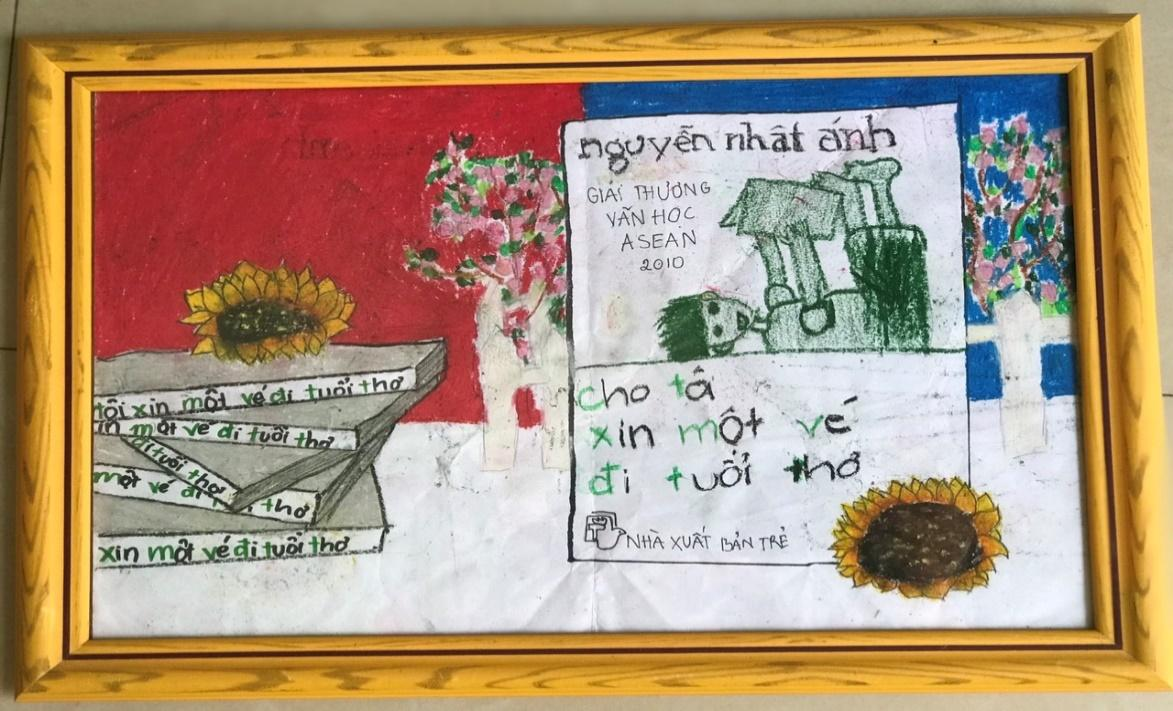 nguyễn nhật ánh
GIẢI THƯỞNG
VĂN HỌC
ASEAN
2010
cho tô
xin một vé
đi tuổi thơ
NHÀ XUẤT BẢN TRẺ
tôi xin một vé đi tuổi thơ
in một vé đi tuổi thơ
đi tuổi thơ
một vé đi thơ
xin một vé đi tuổi thơ